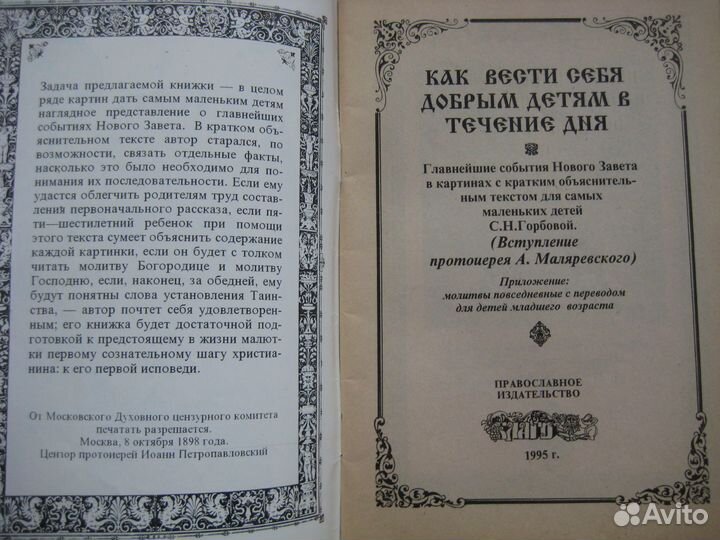 Задача предлагаемой книжки — в целом
ряде картин дать самым маленьким детям
наглядное представление о главнейших
событиях Нового Завета. В кратком объ-
яснительном тексте автор старался, по
возможности, связать отдельные факты,
насколько это было необходимо для по-
нимания их последовательности. Если ему
удастся облегчить родителям труд состав-
ления первоначального рассказа, если пя-
ти—шестилетний ребенок при помощи
этого текста сумеет объяснить содержание
каждой картинки, если он будет с толком
читать молитву Богородице и молитву
Господню, если, наконец, за обедней, ему
будут понятны слова установления Таин-
ства, — автор почтет себя удовлетворен-
ным; его книжка будет достаточной под-
готовкой к предстоящему в жизни малют-
ки первому сознательному шагу христиа-
нина: к его первой исповеди.
От Московского Духовного цензурного комитета
печатать разрешается.
Москва, 8 октября 1898 года.
Цензор протоиерей Иоанн Петропавловский
КАК ВЕСТИ СЕБЯ
ДОБРЫМ ДЕТЯМ В
ТЕЧЕНИЕ ДНЯ
Главнейшие события Нового Завета
в картинах с кратким объяснитель-
ным текстом для самых
маленьких детей
С.Н.Горбовой.
(Вступление
протоиерея А. Маляревского)
Приложение:
молитвы повседневные с переводом
для детей младшего возраста
ПРАВОСЛАВНОЕ
ИЗДАТЕЛЬСТВО
БЛАГО
1995 г.
Avito